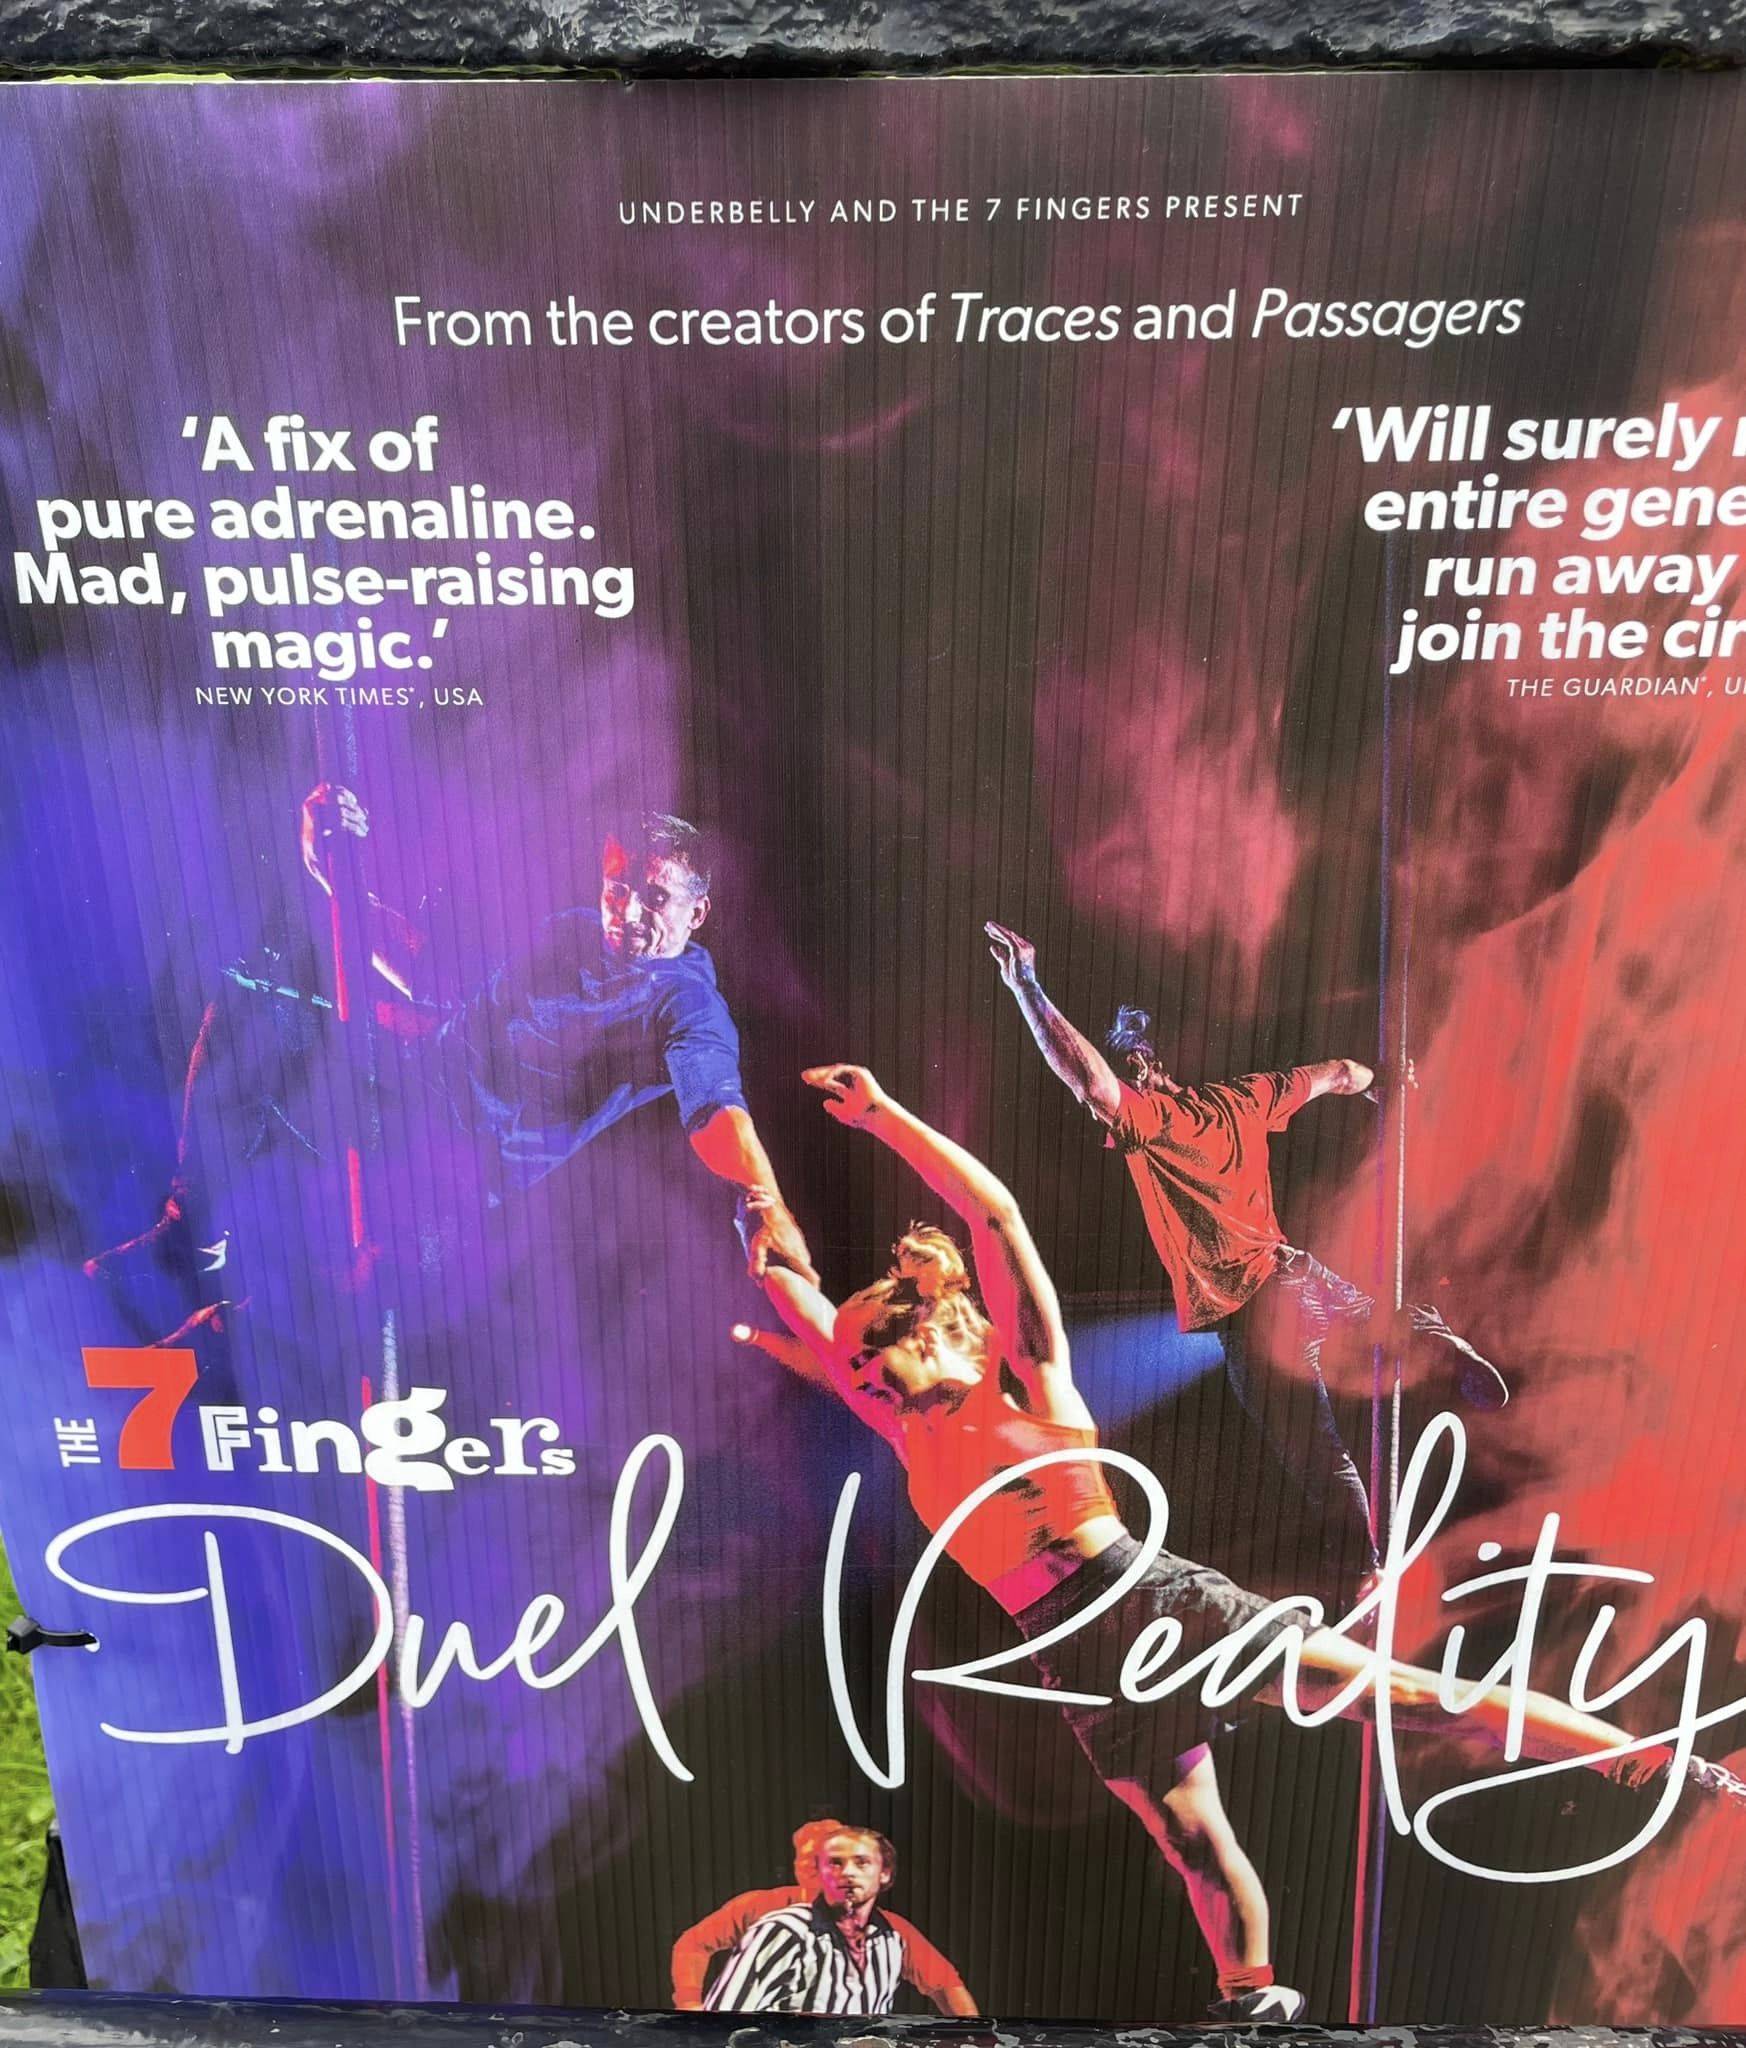 UNDERBELLY AND THE 7 FINGERS PRESENT
From the creators of Traces and Passagers
‘A fix of
pure adrenaline.
Mad, pulse-raising
magic.’
NEW YORK TIMES*, USA
‘Will surely
entire
run away
join the
THE GUARDIAN*,
THE 7 FingerS
Duel Reality